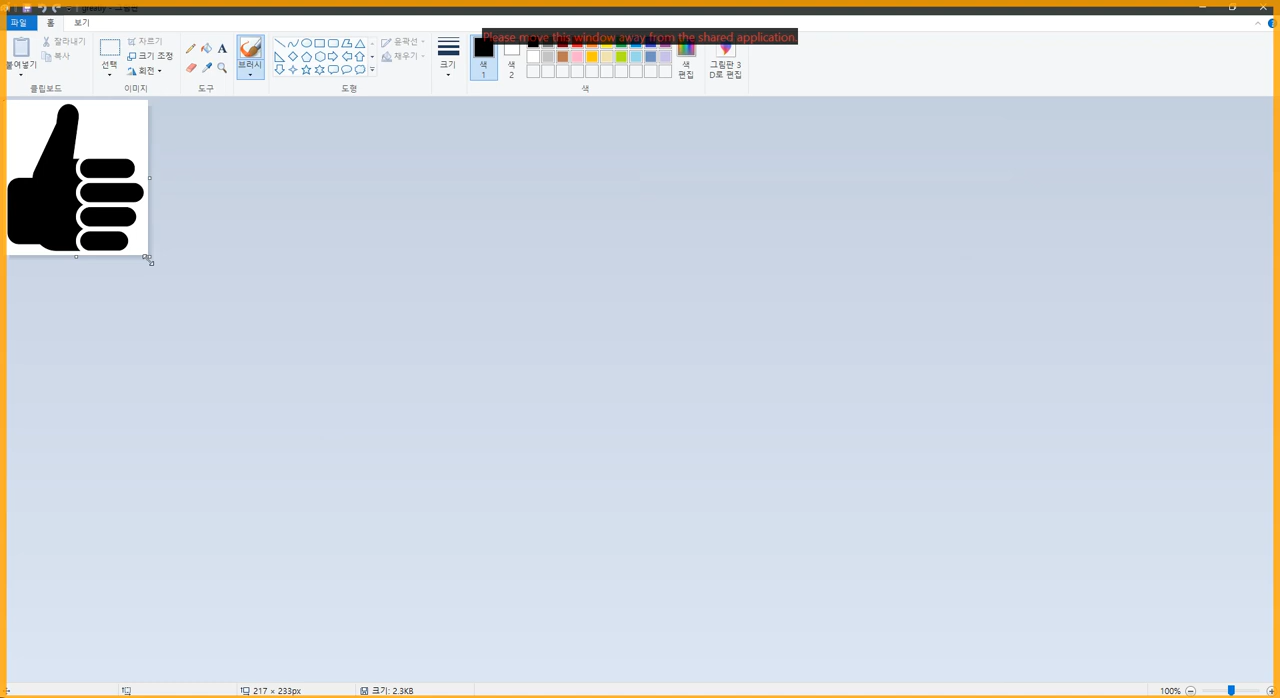 greatly - 그림판
파일 홈 보기
Please move this window away from the shared application.
붙여넣기
잘라내기
복사
클립보드
선택
자르기
크기 조정
회전
이미지
A
도구
브러시
윤곽선
채우기
도형
크기
색
1
색
2
색
편집
그림판 3
D로 편집
색
217 × 233px
크기: 2.3KB
100%